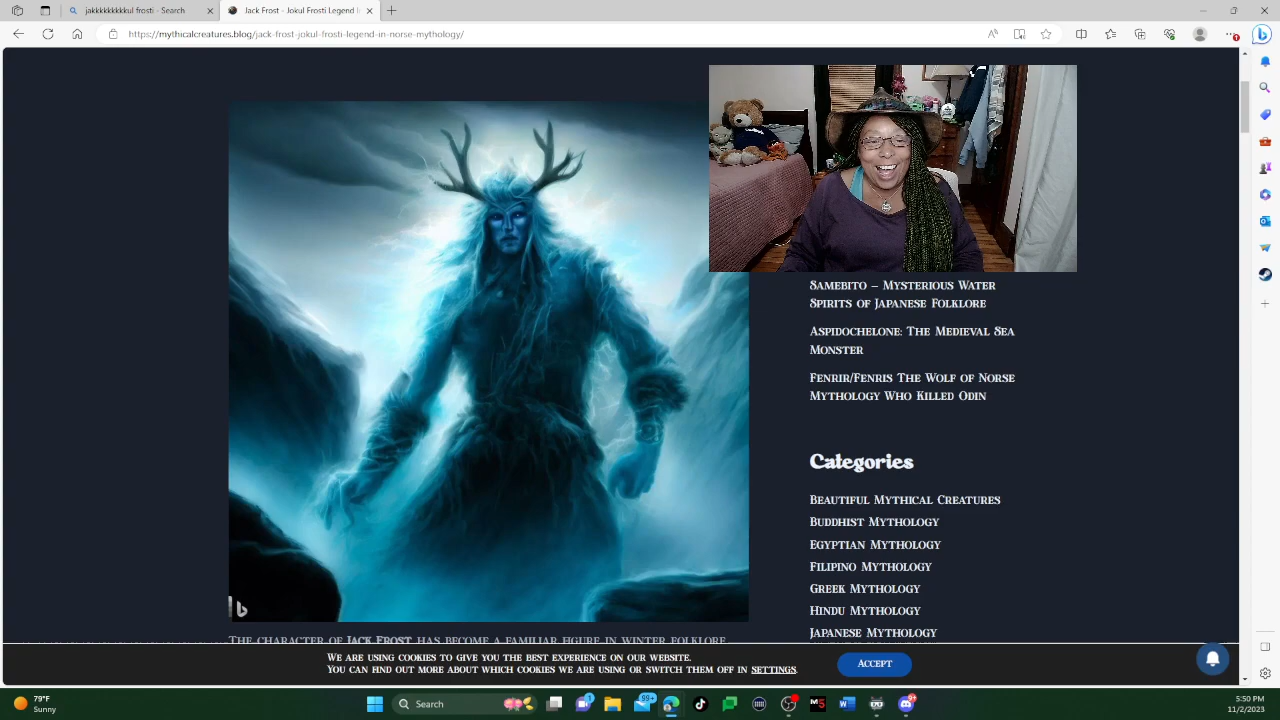 jakkkkkkkkul frosti - Search
Jack Frost - Jokul Frosti Legend I
https://mythicalcreatures.blog/jack-frost-jokul-frosti-legend-in-norse-mythology/
Samebito – Mysterious Water
Spirits of Japanese Folklore
Aspidochelone: The Medieval Sea
Monster
Fenrir/Fenris The Wolf of Norse
Mythology Who Killed Odin
Categories
Beautiful Mythical Creatures
Buddhist Mythology
Egyptian Mythology
Filipino Mythology
Greek Mythology
Hindu Mythology
Japanese Mythology
The character of Jack Frost has become a familiar figure in winter folklore
We are using cookies to give you the best experience on our website.
You can find out more about which cookies we are using or switch them off in settings.
Accept
79°F
Sunny
Search
99+
5:50 PM
11/2/2023